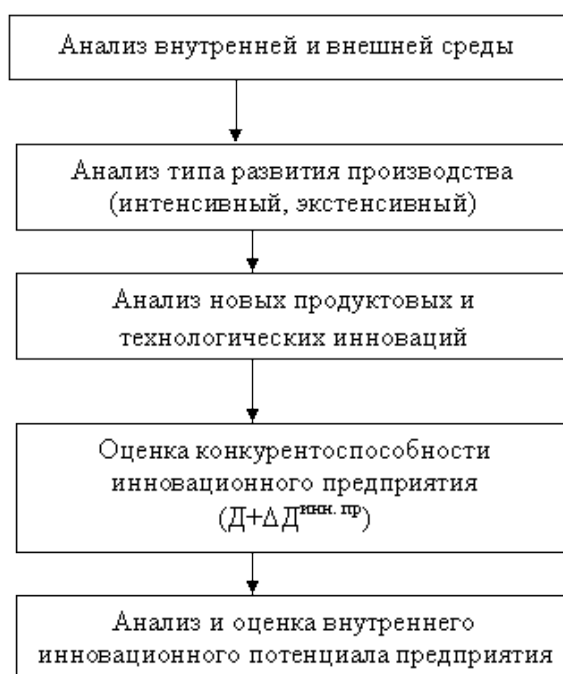 Анализ внутренней и внешней среды
Анализ типа развития производства
(интенсивный, экстенсивный)
Анализ новых продуктовых и
технологических инноваций
Оценка конкурентоспособности
инновационного предприятия
(Д+ΔДинн. пр)
Анализ и оценка внутреннего
инновационного потенциала предприятия